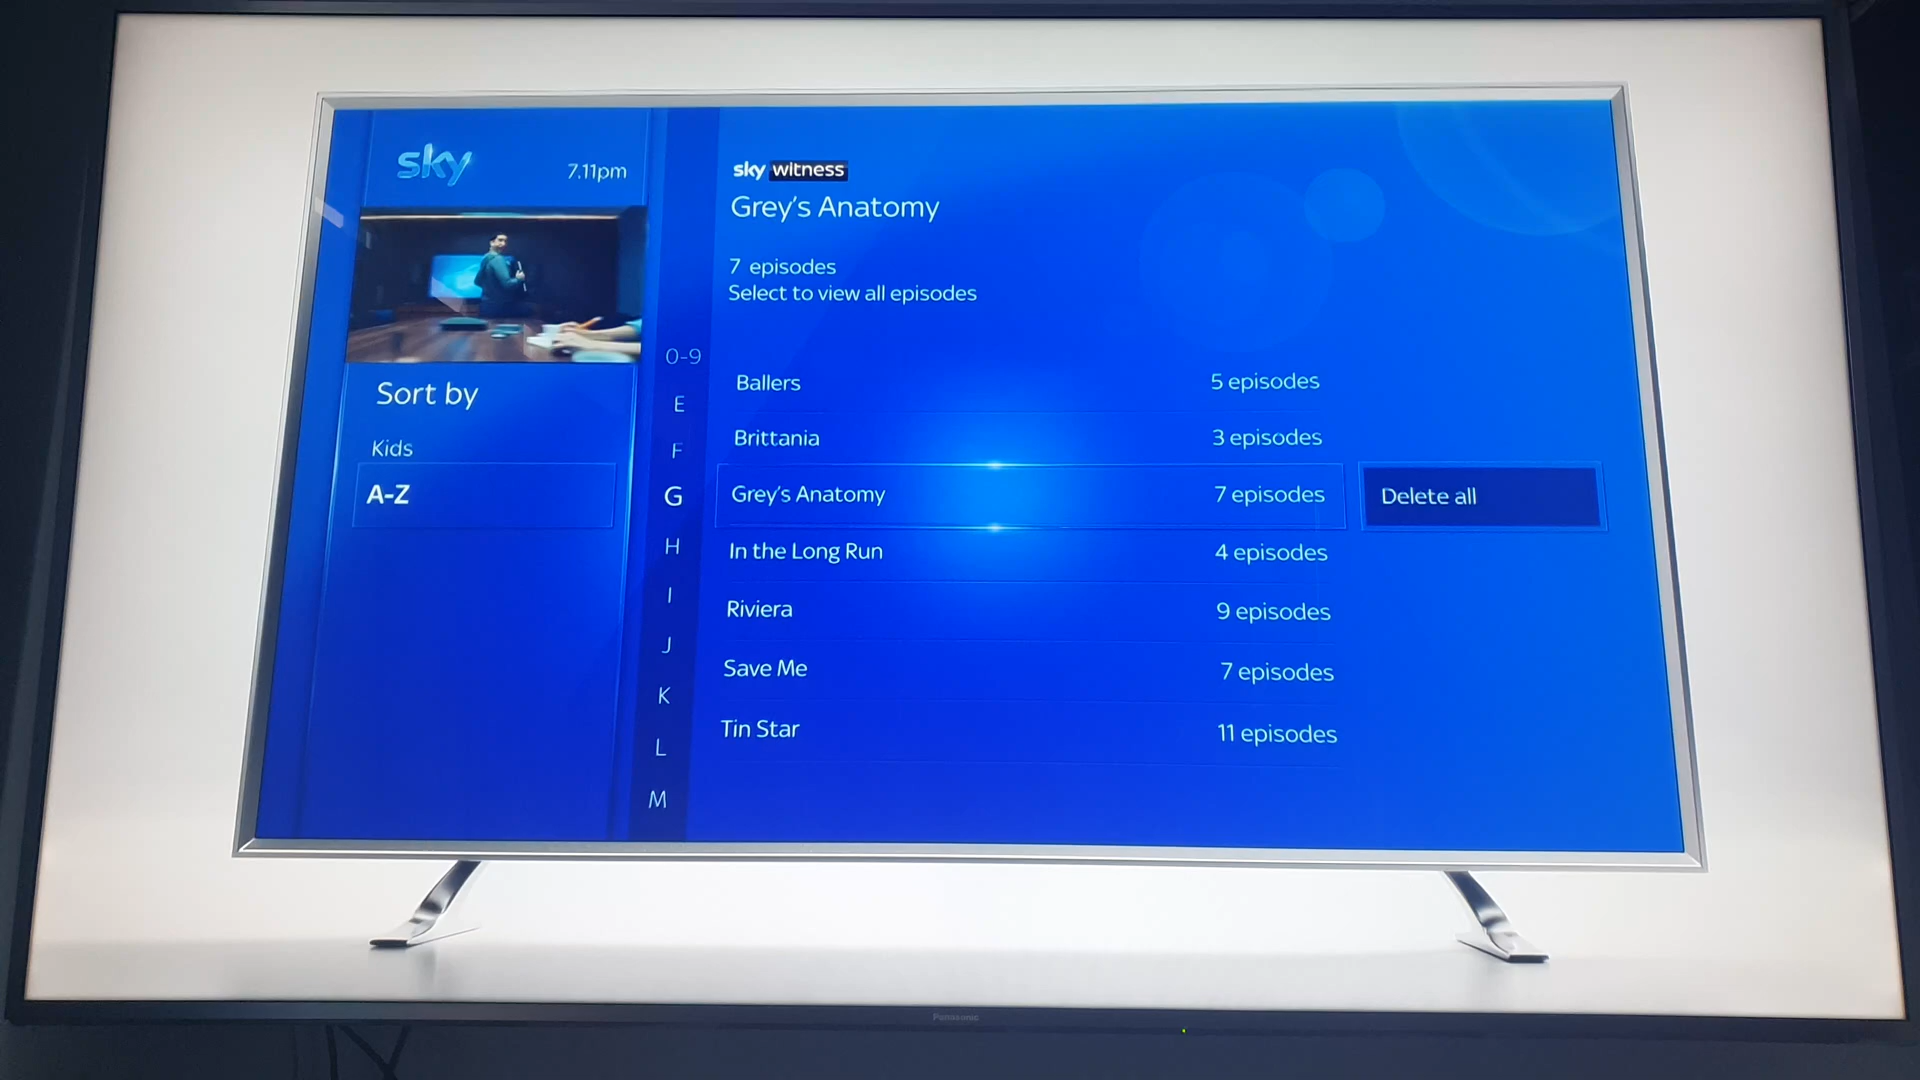 sky
7.11pm
Sort by
Kids
A-Z
0-9
E
F
G
H
I
J
K
L
M
sky witness
Grey's Anatomy
7 episodes
Select to view all episodes
Ballers 5 episodes
Brittania 3 episodes
Grey's Anatomy 7 episodes Delete all
In the Long Run 4 episodes
Riviera 9 episodes
Save Me 7 episodes
Tin Star 11 episodes
Panasonic